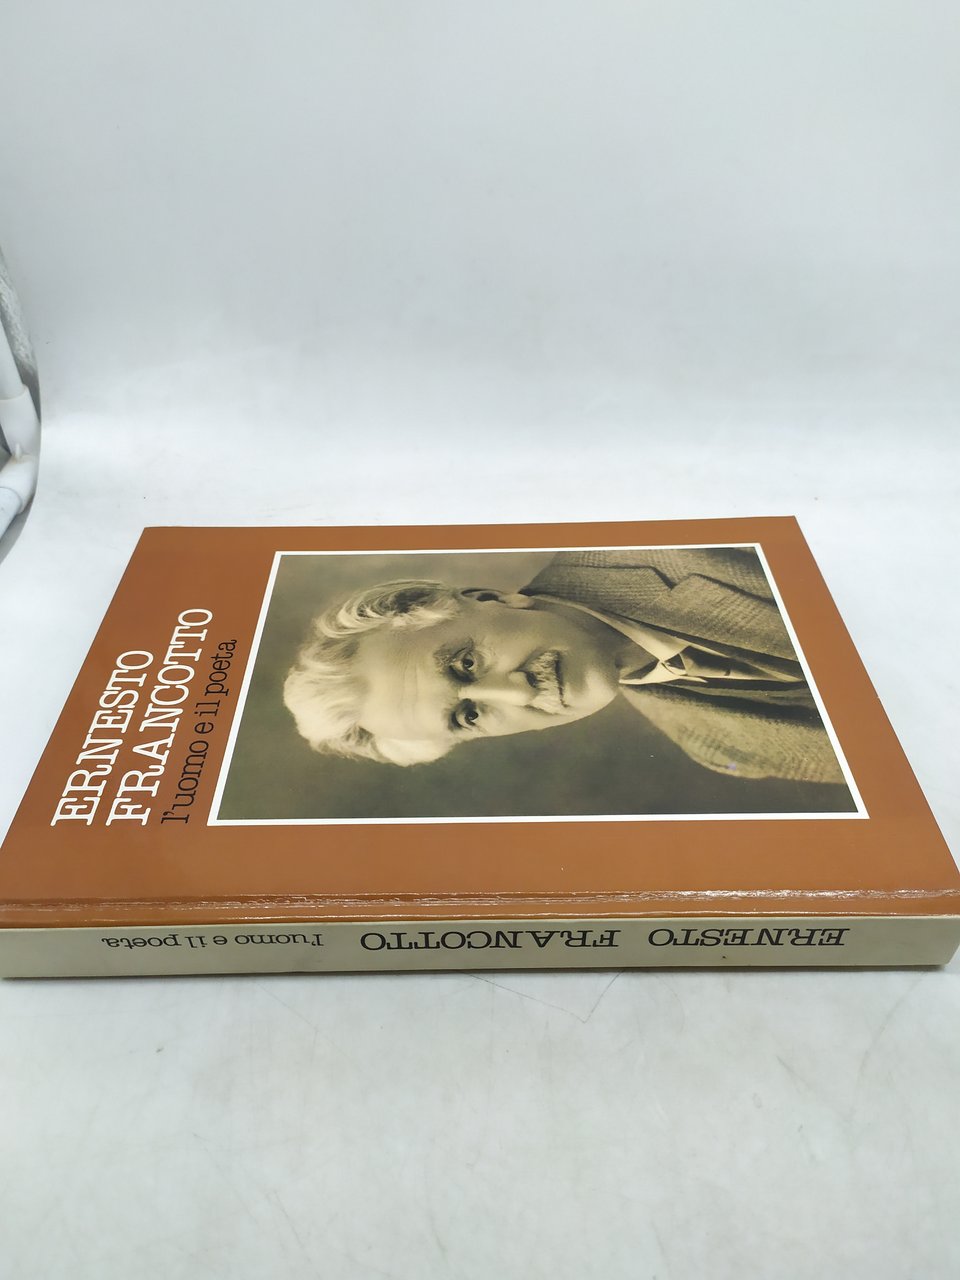 ERNESTO
FRANCOTTO
l'uomo e il poeta
ERNESTO FRANCOTTO l'uomo e il poeta